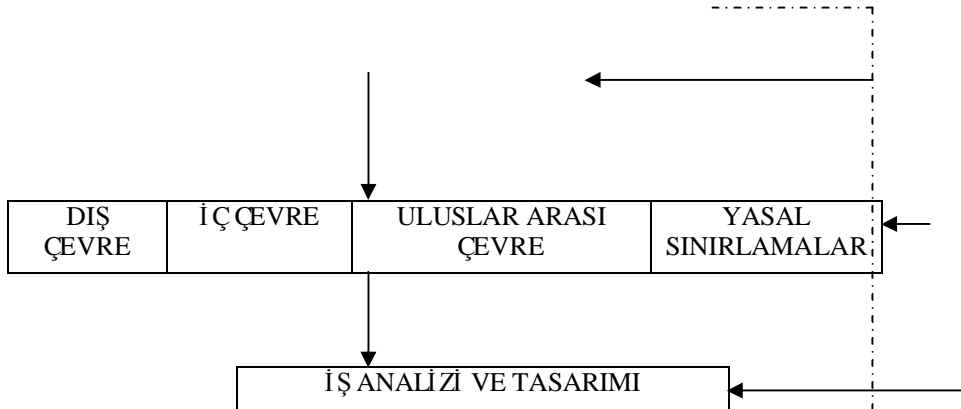 DIŞ
ÇEVRE
İÇ ÇEVRE
ULUSLAR ARASI
ÇEVRE
YASAL
SINIRLAMALAR
İŞ ANALİZİ VE TASARIMI